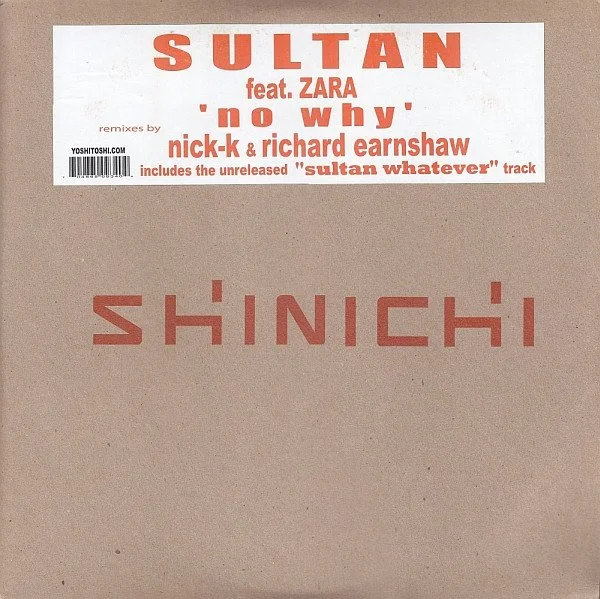 SULTAN
feat. ZARA
'no why'
remixes by
nick-k & richard earnshaw
includes the unreleased "sultan whatever" track
YOSHITOSHI.COM
SHINICHI